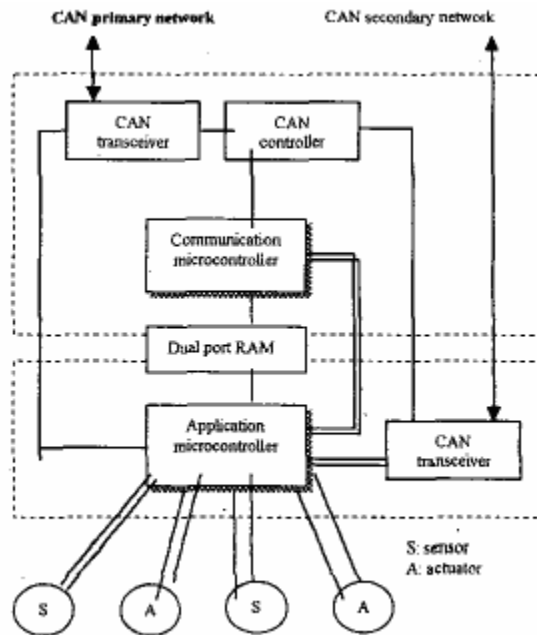 CAN primary network
CAN secondary network
CAN
transceiver
CAN
controller
Communication
microcontroller
Dual port RAM
Application
microcontroller
CAN
transceiver
S: sensor
A: actuator
S
A
S
A